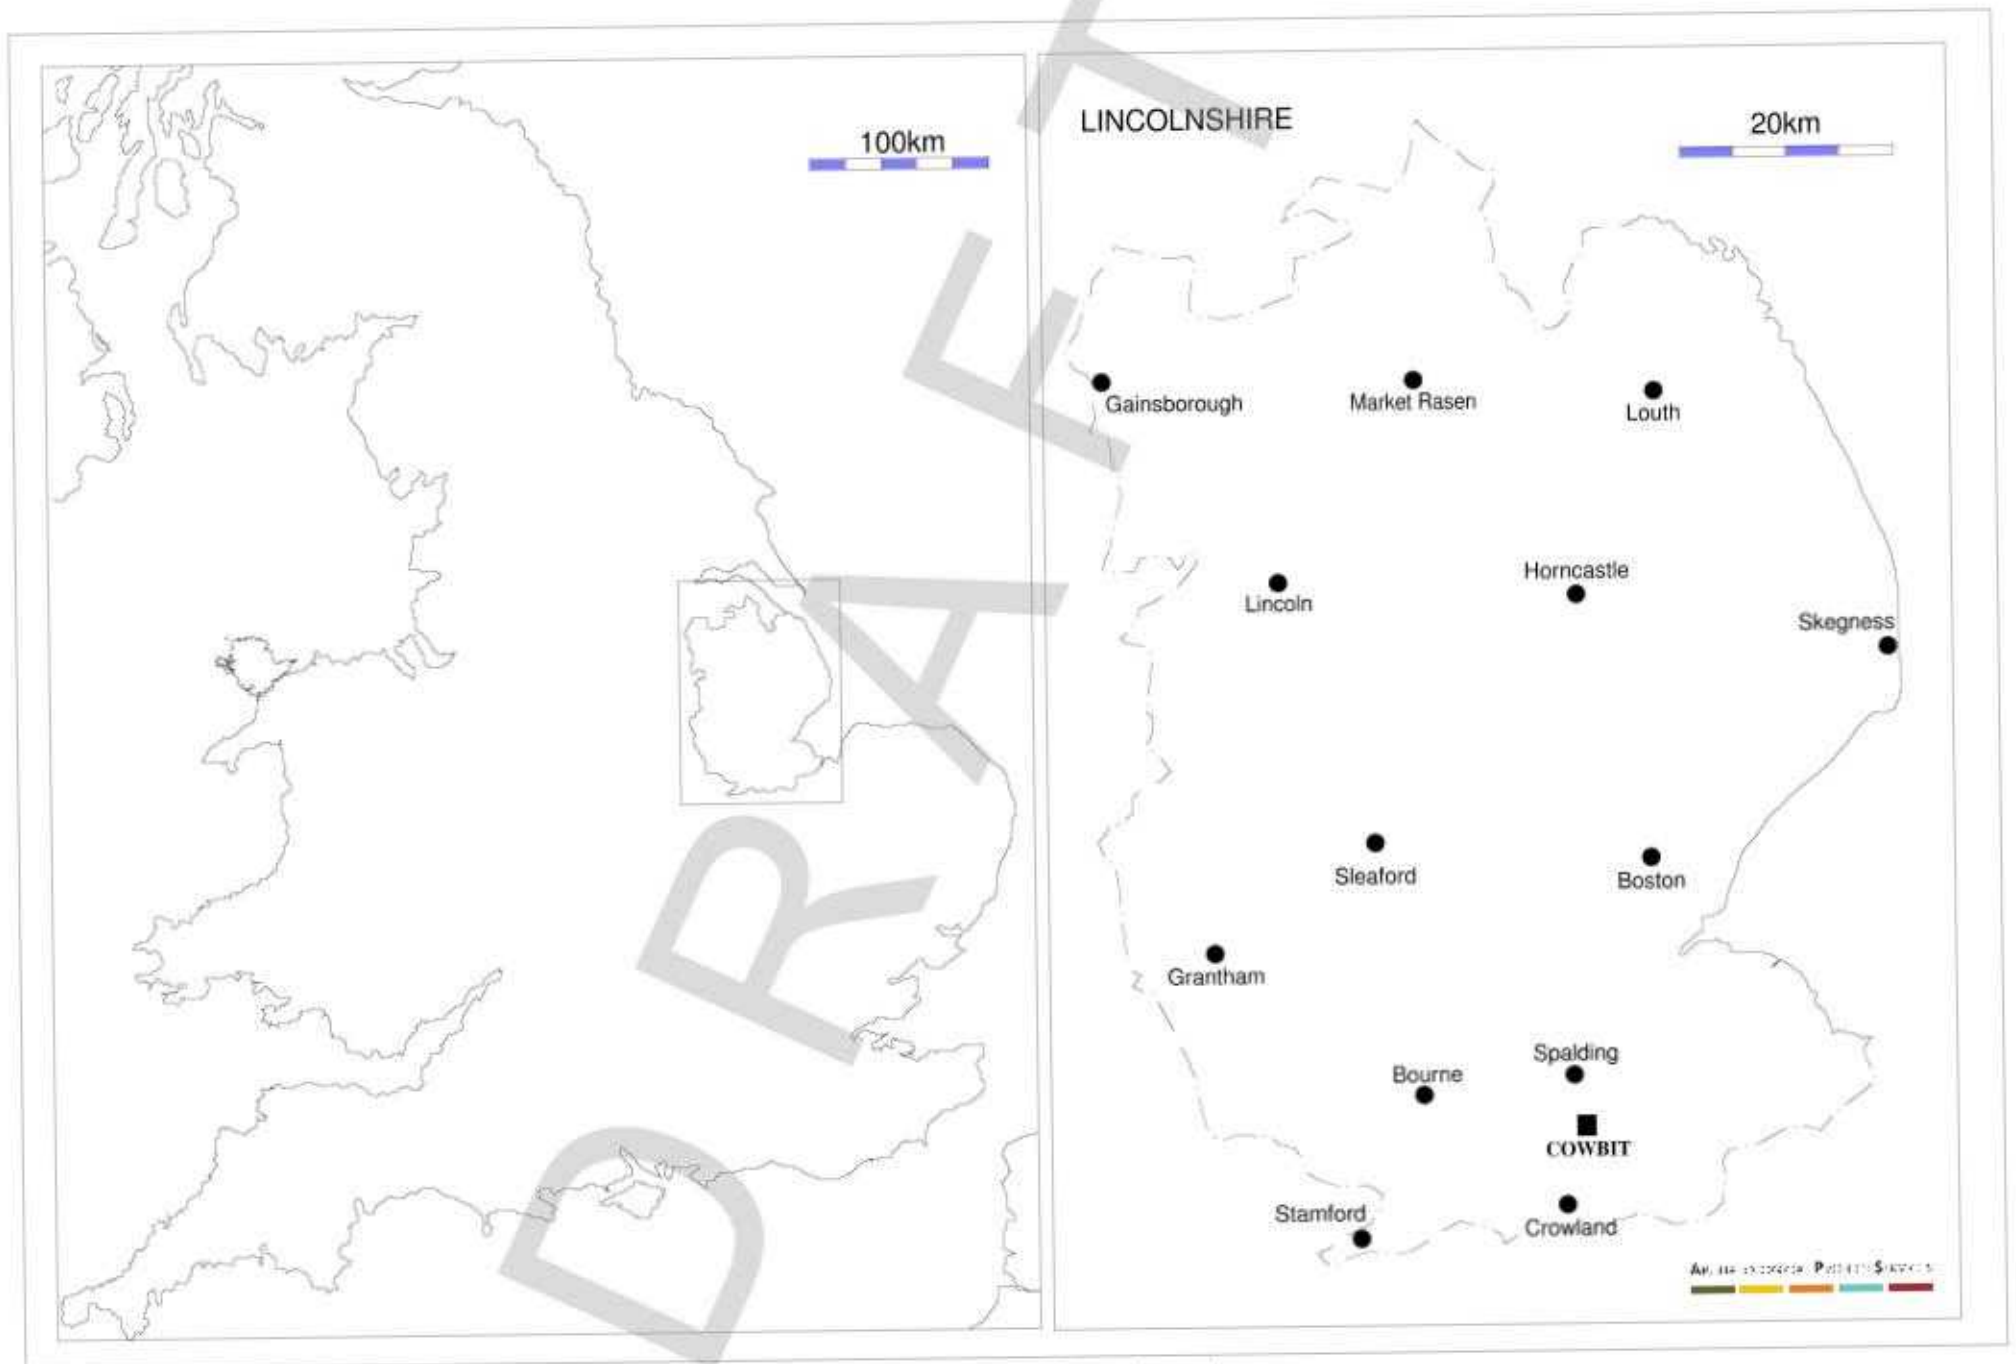 100km
LINCOLNSHIRE
20km
Gainsborough
Market Rasen
Louth
Lincoln
Horncastle
Skegness
Sleaford
Boston
Grantham
Spalding
Bourne
COWBIT
Stamford
Crowland
DRAFT